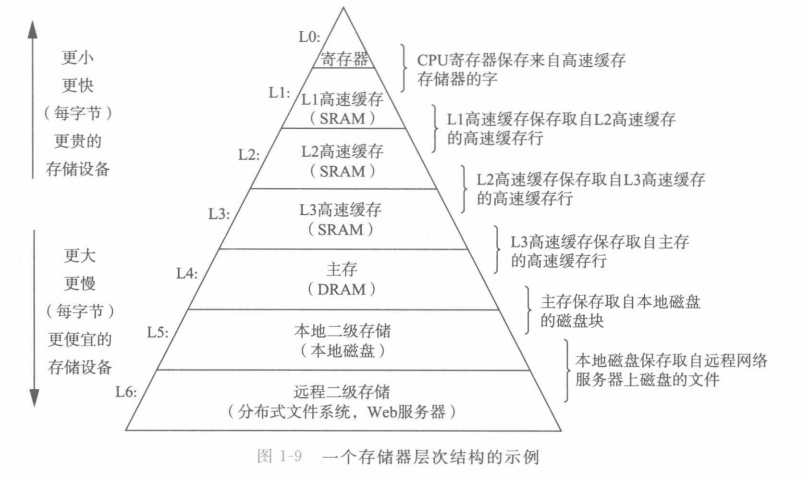 更小
更快
（每字节）
更贵的
存储设备
更大
更慢
（每字节）
更便宜的
存储设备
L0:
寄存器
CPU寄存器保存来自高速缓存
存储器的字
L1:
L1高速缓存
（SRAM）
L1高速缓存保存取自L2高速缓存
的高速缓存行
L2:
L2高速缓存
（SRAM）
L2高速缓存保存取自L3高速缓存
的高速缓存行
L3:
L3高速缓存
（SRAM）
L3高速缓存保存取自主存
的高速缓存行
L4:
主存
（DRAM）
主存保存取自本地磁盘
的磁盘块
L5:
本地二级存储
（本地磁盘）
本地磁盘保存取自远程网络
服务器上磁盘的文件
L6:
远程二级存储
（分布式文件系统，Web服务器）
图 1-9 一个存储器层次结构的示例